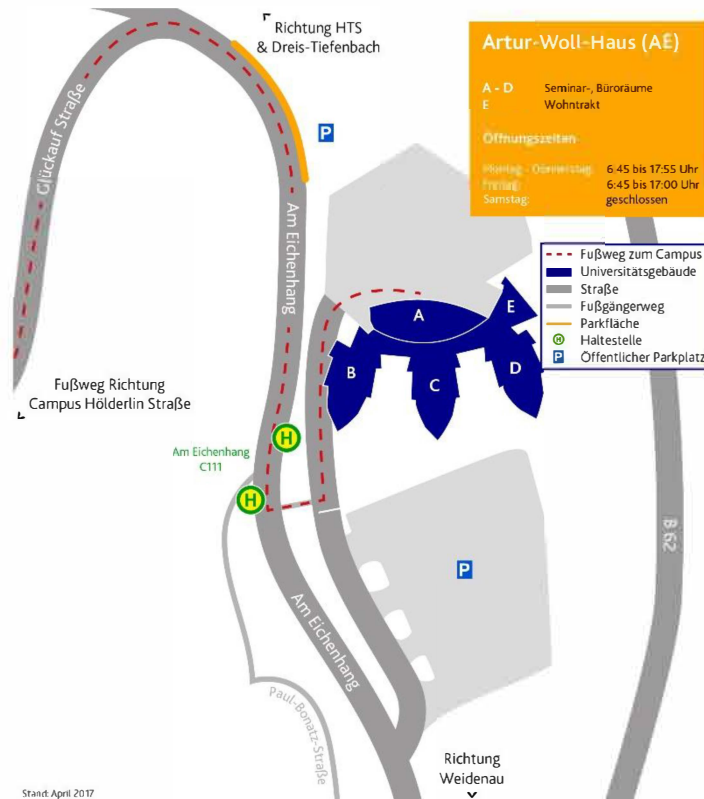 Richtung HTS
& Dreis-Tiefenbach
Artur-Woll-Haus (AE)
A - D Seminar-, Büroräume
E Wohntrakt
Öffnungszeiten
Montag - Donnerstag: 6:45 bis 17:55 Uhr
Freitag: 6:45 bis 17:00 Uhr
Samstag: geschlossen
P
Glückauf Straße
Am Eichenhang
Fußweg zum Campus
Universitätsgebäude
Straße
Fußgängerweg
Parkfläche
H Haltestelle
P Öffentlicher Parkplatz
A
E
B
C
D
Fußweg Richtung
Campus Hölderlin Straße
Am Eichenhang
C111
H
H
B 62
P
Am Eichenhang
Paul-Bonatz-Straße
Richtung
Weidenau
Stand: April 2017